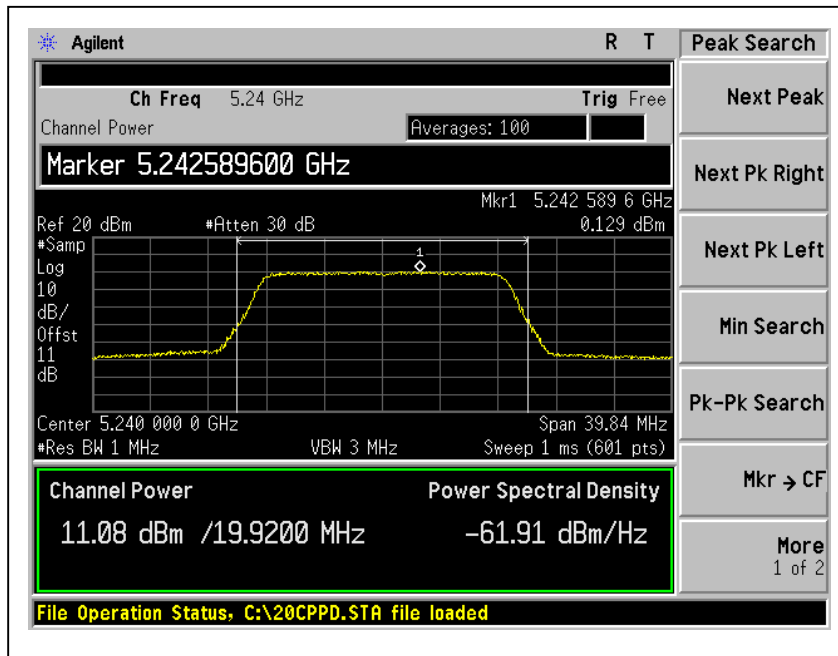 Agilent R T
Peak Search
Ch Freq 5.24 GHz Trig Free
Channel Power Averages: 100
Marker 5.242589600 GHz
Mkr1 5.242 589 6 GHz
Ref 20 dBm #Atten 30 dB 0.129 dBm
#Samp
Log
10
dB/
Offst
11
dB
1
Center 5.240 000 0 GHz Span 39.84 MHz
#Res BW 1 MHz VBW 3 MHz Sweep 1 ms (601 pts)
Channel Power Power Spectral Density
11.08 dBm /19.9200 MHz -61.91 dBm/Hz
File Operation Status, C:\20CPPD.STA file loaded
Next Peak
Next Pk Right
Next Pk Left
Min Search
Pk-Pk Search
Mkr → CF
More
1 of 2